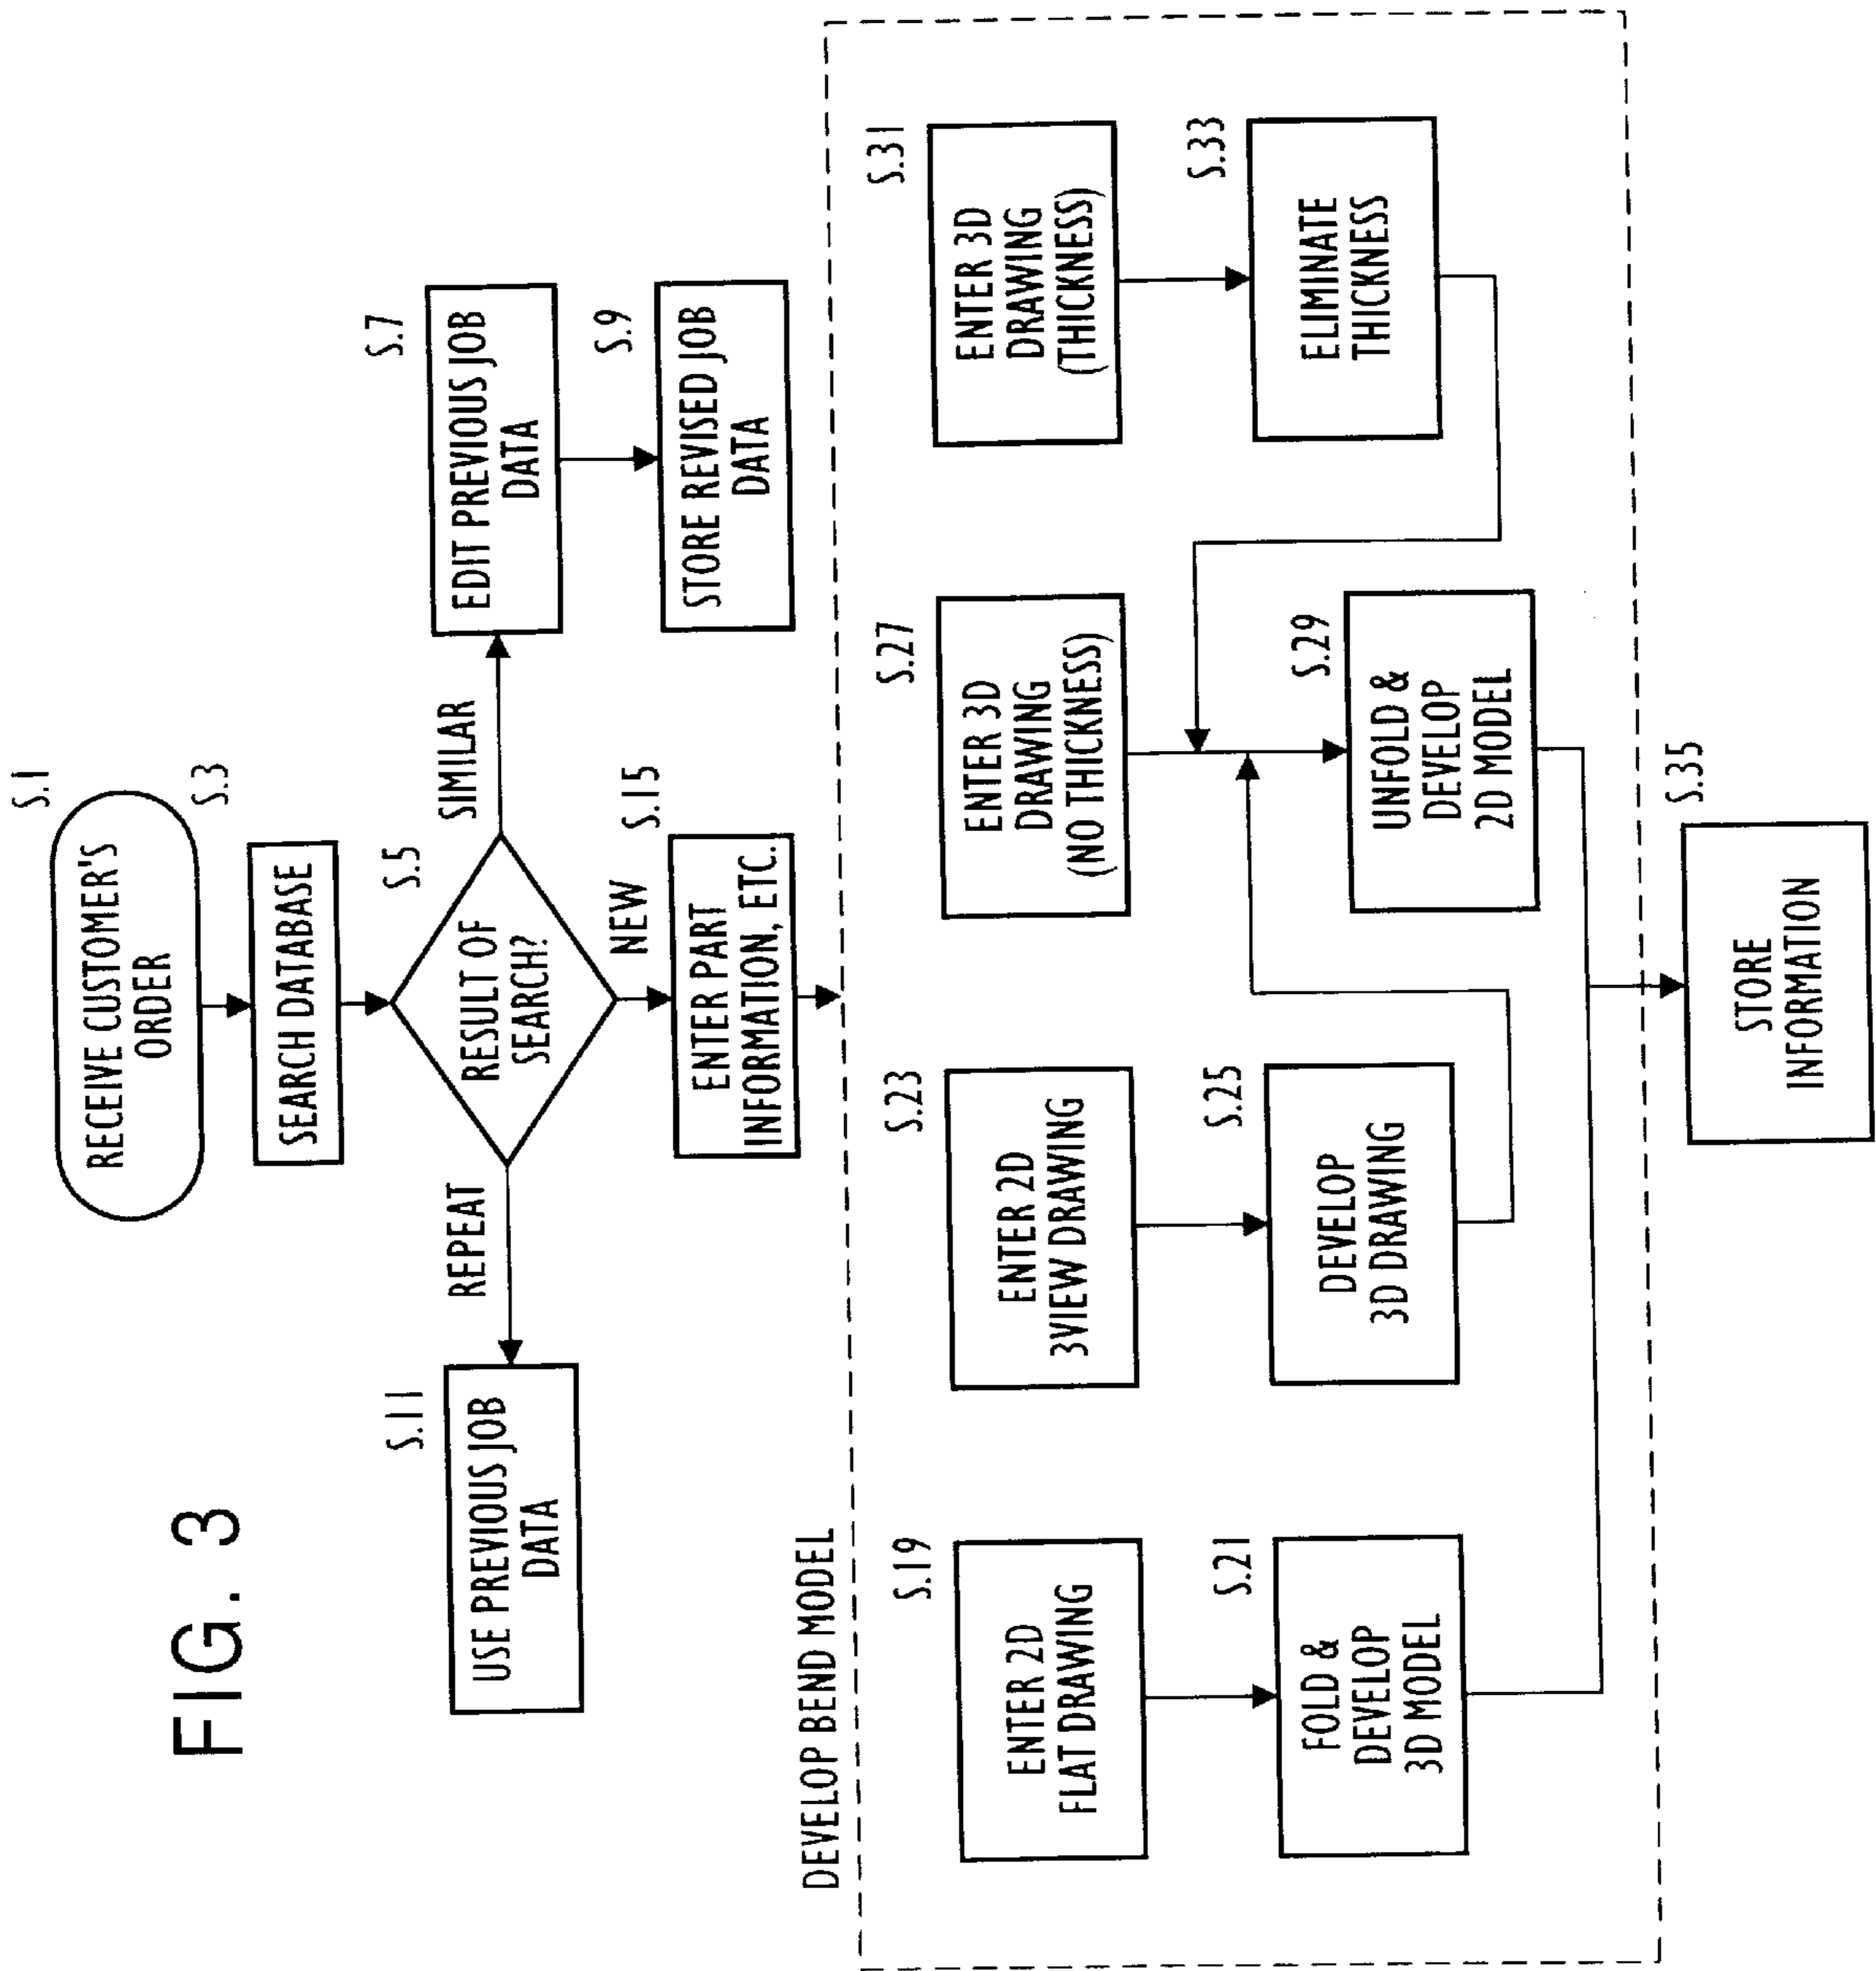 FIG. 3
S.1
RECEIVE CUSTOMER'S
ORDER
S.3
SEARCH DATABASE
S.5
RESULT OF
SEARCH?
REPEAT
SIMILAR
NEW
S.11
USE PREVIOUS JOB
DATA
S.7
EDIT PREVIOUS JOB
DATA
S.9
STORE REVISED JOB
DATA
S.15
ENTER PART
INFORMATION, ETC.
DEVELOP BEND MODEL
S.19
ENTER 2D
FLAT DRAWING
S.21
FOLD &
DEVELOP
3D MODEL
S.23
ENTER 2D
3VIEW DRAWING
S.25
DEVELOP
3D DRAWING
S.27
ENTER 3D
DRAWING
(NO THICKNESS)
S.29
UNFOLD &
DEVELOP
2D MODEL
S.31
ENTER 3D
DRAWING
(THICKNESS)
S.33
ELIMINATE
THICKNESS
S.35
STORE
INFORMATION